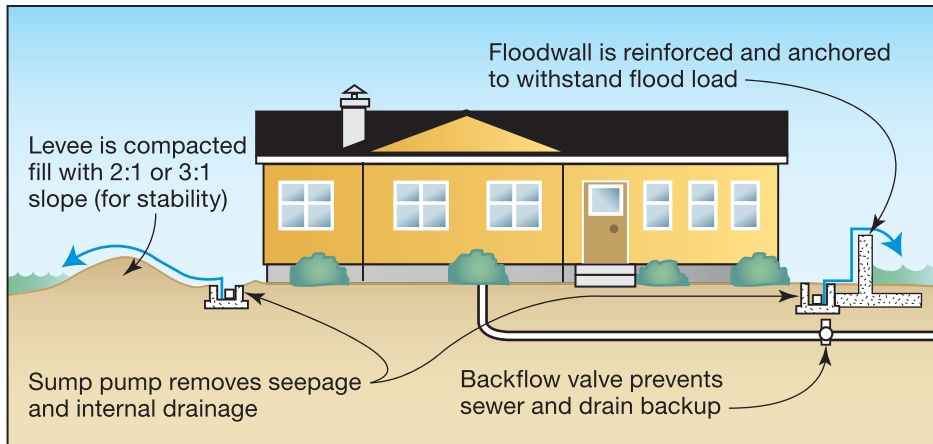 Floodwall is reinforced and anchored
to withstand flood load
Levee is compacted
fill with 2:1 or 3:1
slope (for stability)
Sump pump removes seepage
and internal drainage
Backflow valve prevents
sewer and drain backup